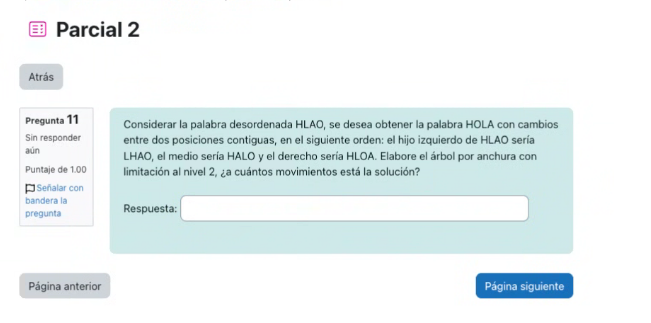 Parcial 2
Atrás
Pregunta 11
Sin responder
aún
Puntaje de 1.00
Señalar con
bandera la
pregunta
Considerar la palabra desordenada HLAO, se desea obtener la palabra HOLA con cambios
entre dos posiciones contiguas, en el siguiente orden: el hijo izquierdo de HLAO sería
LHAO, el medio sería HALO y el derecho sería HLOA. Elabore el árbol por anchura con
limitación al nivel 2, ¿a cuántos movimientos está la solución?
Respuesta:
Página anterior
Página siguiente